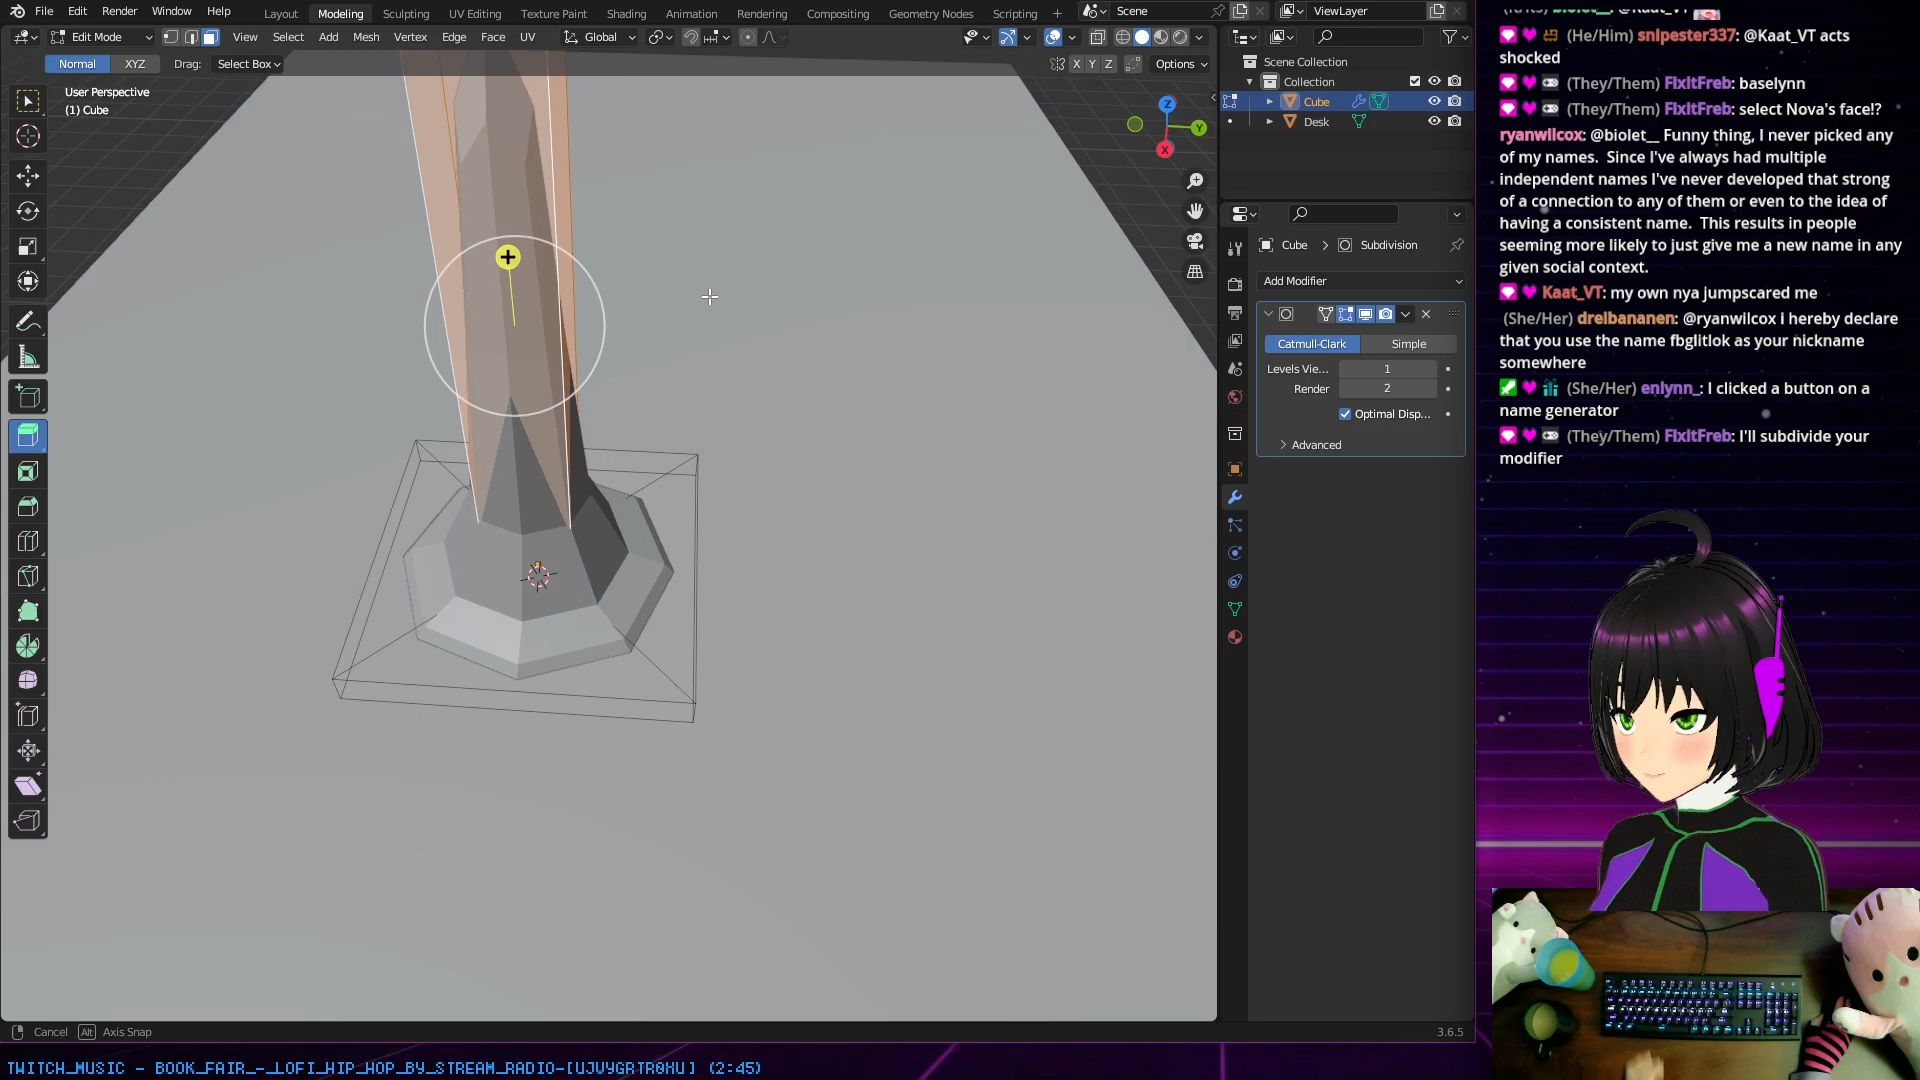 File Edit Render Window Help Layout Modeling Sculpting UV Editing Texture Paint Shading Animation Rendering Compositing Geometry Nodes Scripting + Scene ViewLayer
Edit Mode View Select Add Mesh Vertex Edge Face UV Global
Normal XYZ Drag: Select Box X Y Z Options
User Perspective
(1) Cube
Z
Y
X
Scene Collection
Collection
Cube
Desk
Cube > Subdivision
Add Modifier
Catmull-Clark Simple
Levels Vie... 1
Render 2
Optimal Disp...
Advanced
Cancel Alt Axis Snap
3.6.5
(He/Him) snipester337: @Kaat_VT acts
shocked
(They/Them) FixitFreb: baselynn
(They/Them) FixitFreb: select Nova's face!?
ryanwilcox: @biolet__ Funny thing, I never picked any
of my names. Since I've always had multiple
independent names I've never developed that strong
of a connection to any of them or even to the idea of
having a consistent name. This results in people
seeming more likely to just give me a new name in any
given social context.
Kaat_VT: my own nya jumpscared me
(She/Her) dreibananen: @ryanwilcox i hereby declare
that you use the name fbglitlok as your nickname
somewhere
(She/Her) enlynn_: I clicked a button on a
name generator
(They/Them) FixitFreb: I'll subdivide your
modifier
TWITCH_MUSIC - BOOK_FAIR_-_LOFI_HIP_HOP_BY_STREAM_RADIO-[UJUYGRTR0XU] (2:45)